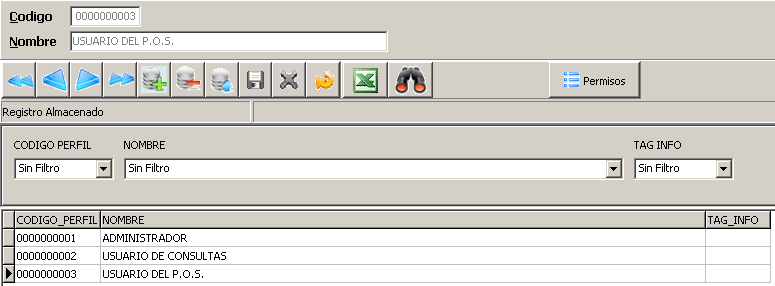 Codigo 0000000003
Nombre USUARIO DEL P.O.S.
Permisos
Registro Almacenado
CODIGO PERFIL NOMBRE TAG INFO
Sin Filtro Sin Filtro Sin Filtro
CODIGO_PERFIL NOMBRE TAG_INFO
0000000001 ADMINISTRADOR
0000000002 USUARIO DE CONSULTAS
0000000003 USUARIO DEL P.O.S.